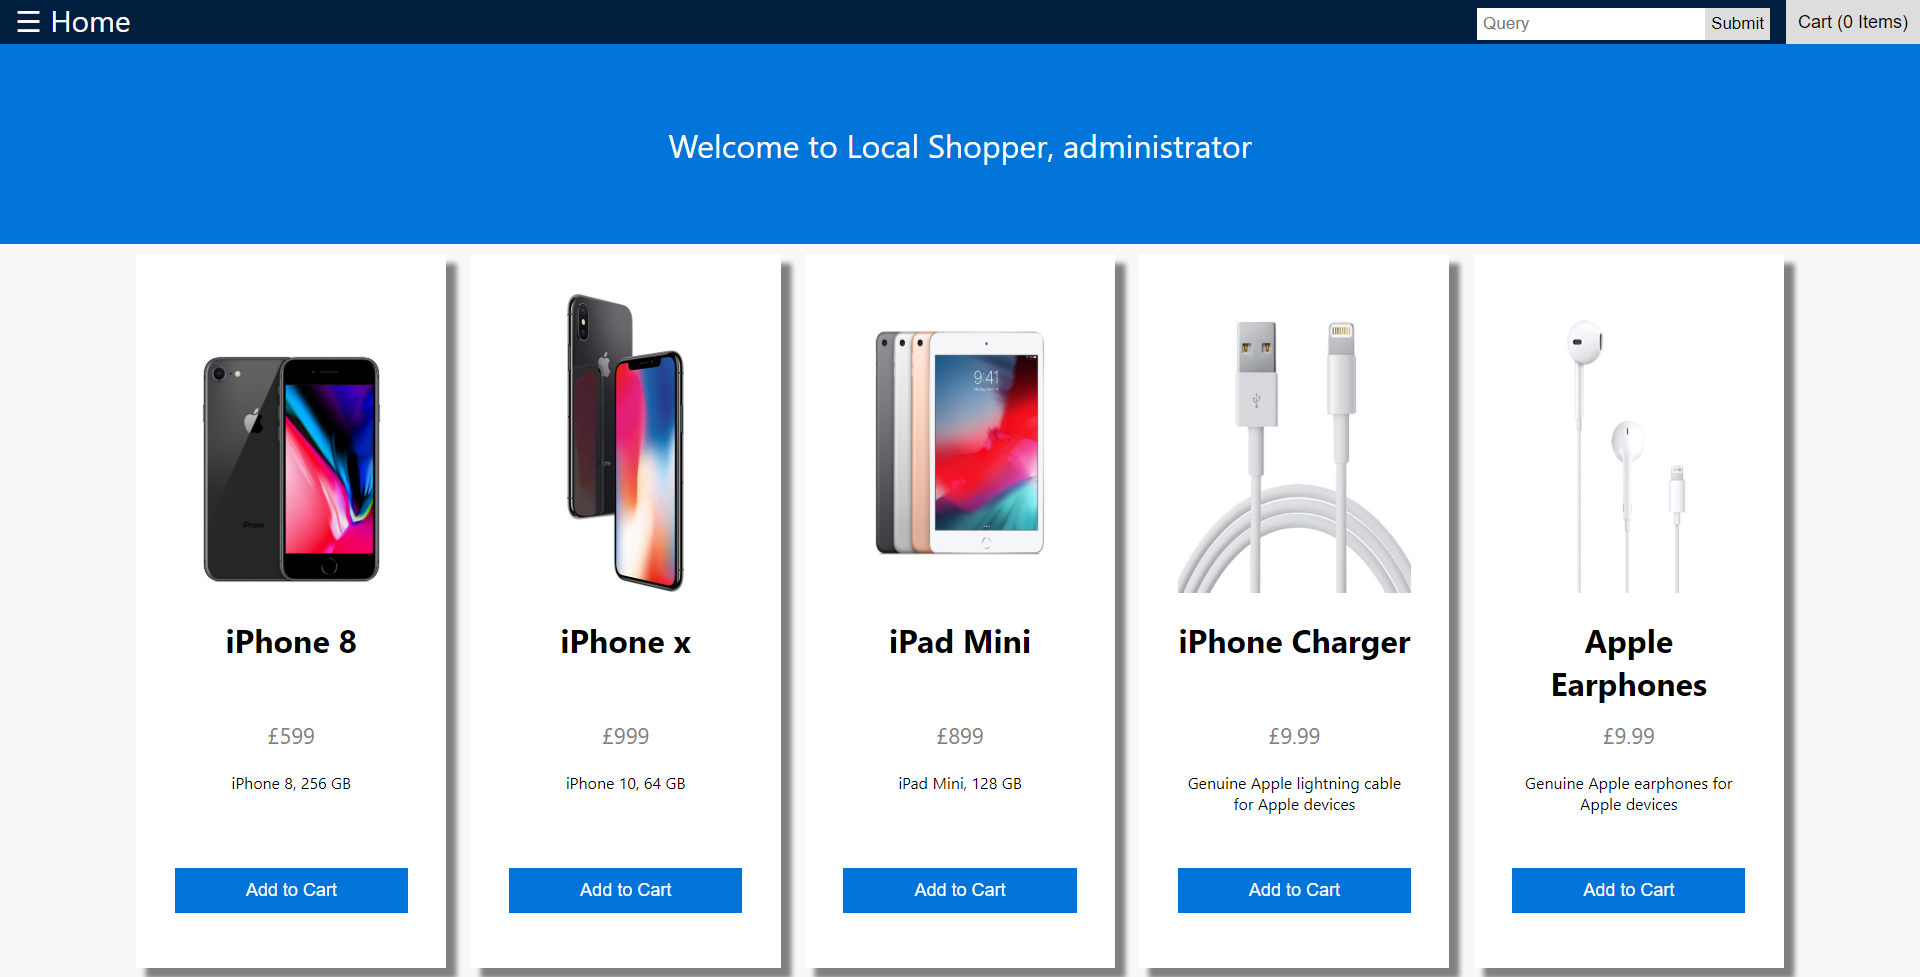 ☰ Home
Query
Submit
Cart (0 Items)
Welcome to Local Shopper, administrator
iPhone
9:41
iPhone 8
iPhone x
iPad Mini
iPhone Charger
Apple
Earphones
£599
£999
£899
£9.99
£9.99
iPhone 8, 256 GB
iPhone 10, 64 GB
iPad Mini, 128 GB
Genuine Apple lightning cable
for Apple devices
Genuine Apple earphones for
Apple devices
Add to Cart
Add to Cart
Add to Cart
Add to Cart
Add to Cart